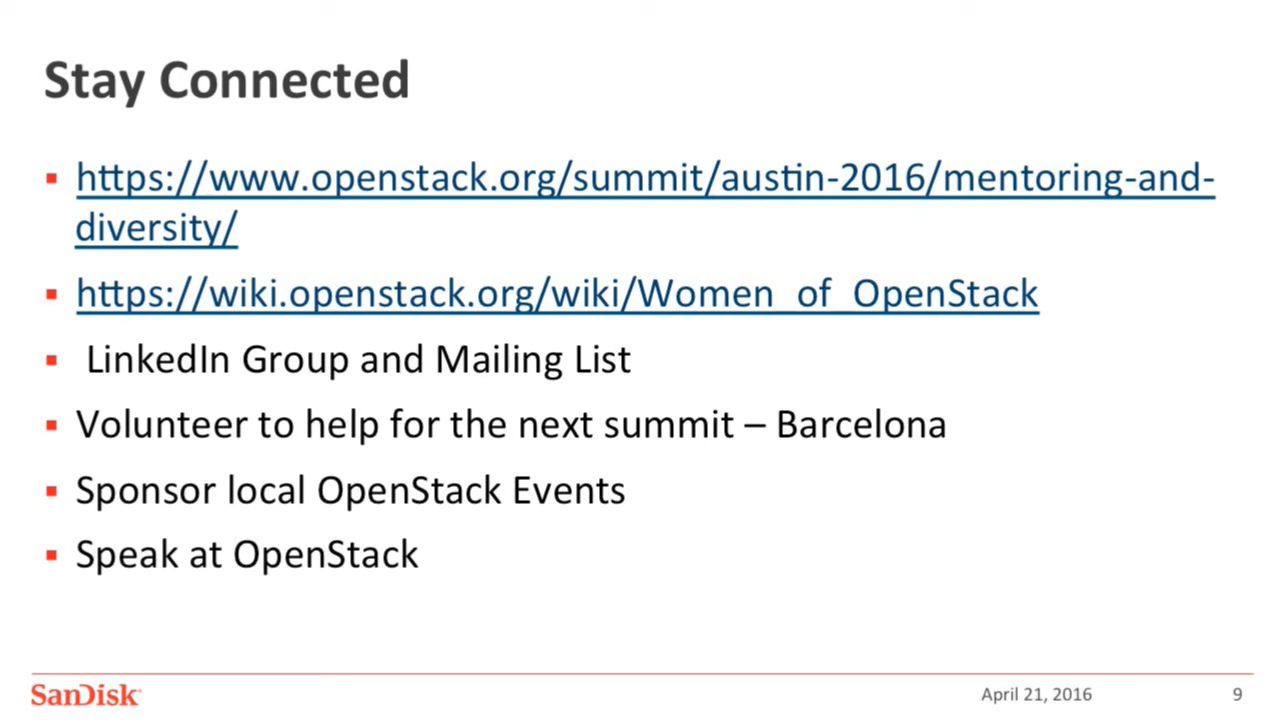 Stay Connected
https://www.openstack.org/summit/austin-2016/mentoring-and-
diversity/
https://wiki.openstack.org/wiki/Women_of_OpenStack
LinkedIn Group and Mailing List
Volunteer to help for the next summit – Barcelona
Sponsor local OpenStack Events
Speak at OpenStack
SanDisk
April 21, 2016
9